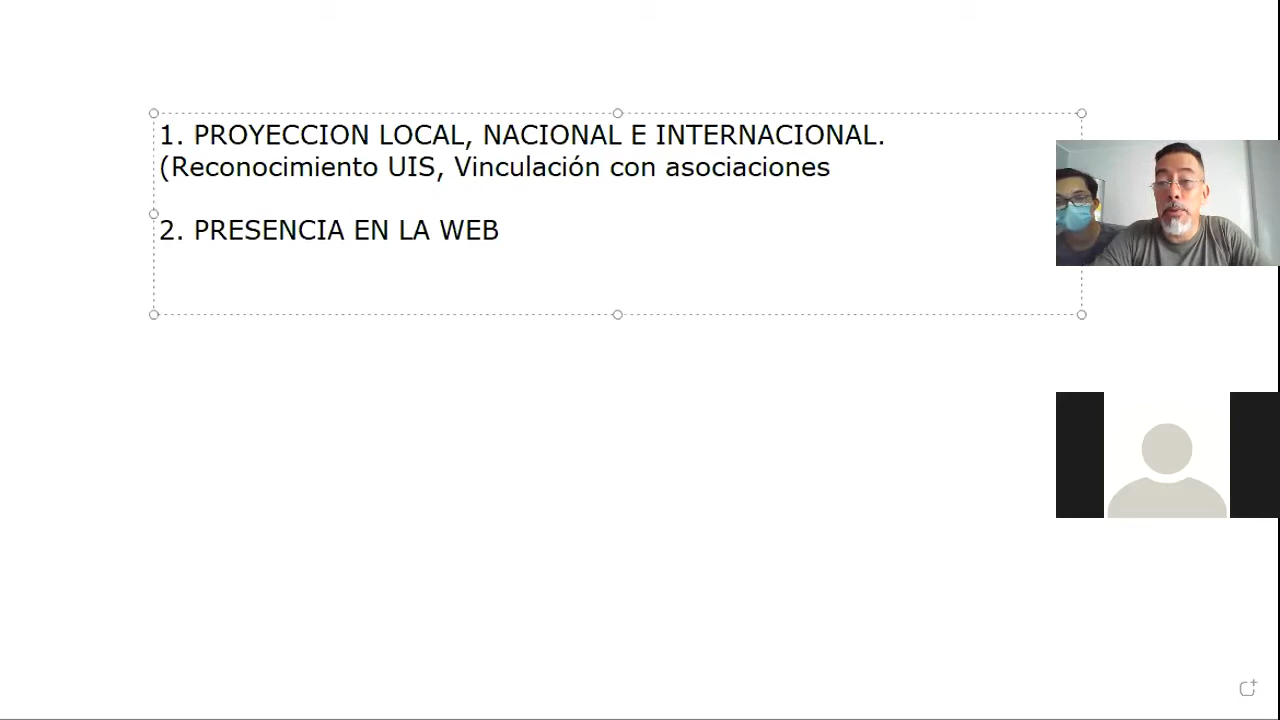 1. PROYECCION LOCAL, NACIONAL E INTERNACIONAL.
(Reconocimiento UIS, Vinculación con asociaciones
2. PRESENCIA EN LA WEB